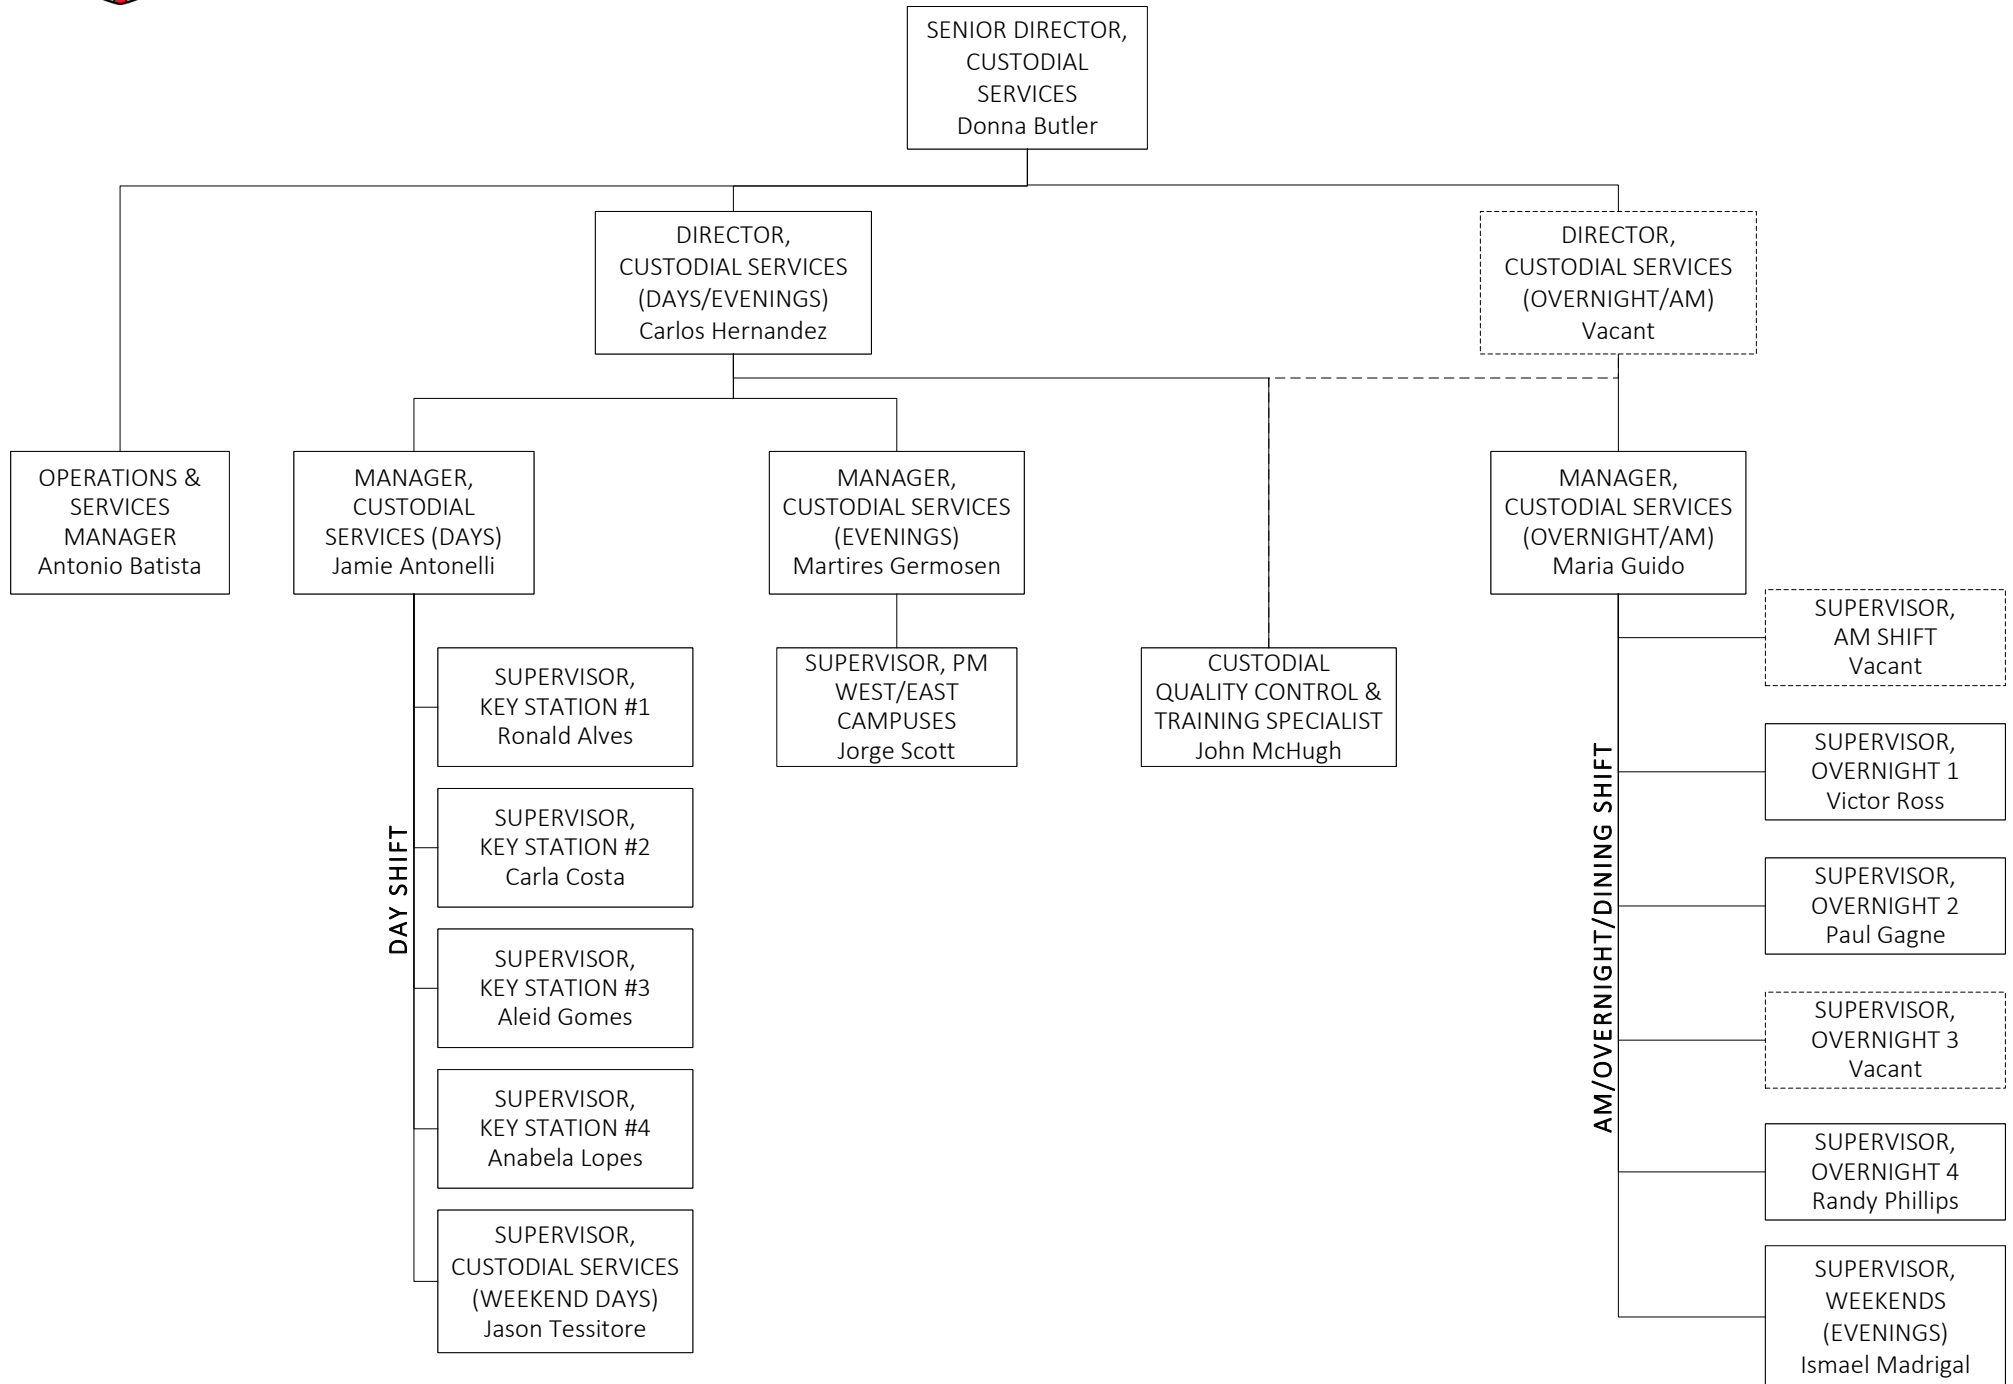 SENIOR DIRECTOR,
CUSTODIAL
SERVICES
Donna Butler
DIRECTOR,
CUSTODIAL SERVICES
(DAYS/EVENINGS)
Carlos Hernandez
DIRECTOR,
CUSTODIAL SERVICES
(OVERNIGHT/AM)
Vacant
OPERATIONS &
SERVICES
MANAGER
Antonio Batista
MANAGER,
CUSTODIAL
SERVICES (DAYS)
Jamie Antonelli
MANAGER,
CUSTODIAL SERVICES
(EVENINGS)
Martires Germosen
MANAGER,
CUSTODIAL SERVICES
(OVERNIGHT/AM)
Maria Guido
DAY SHIFT
SUPERVISOR,
KEY STATION #1
Ronald Alves
SUPERVISOR,
KEY STATION #2
Carla Costa
SUPERVISOR,
KEY STATION #3
Aleid Gomes
SUPERVISOR,
KEY STATION #4
Anabela Lopes
SUPERVISOR,
CUSTODIAL SERVICES
(WEEKEND DAYS)
Jason Tessitore
SUPERVISOR, PM
WEST/EAST
CAMPUSES
Jorge Scott
CUSTODIAL
QUALITY CONTROL &
TRAINING SPECIALIST
John McHugh
AM/OVERNIGHT/DINING SHIFT
SUPERVISOR,
AM SHIFT
Vacant
SUPERVISOR,
OVERNIGHT 1
Victor Ross
SUPERVISOR,
OVERNIGHT 2
Paul Gagne
SUPERVISOR,
OVERNIGHT 3
Vacant
SUPERVISOR,
OVERNIGHT 4
Randy Phillips
SUPERVISOR,
WEEKENDS
(EVENINGS)
Ismael Madrigal